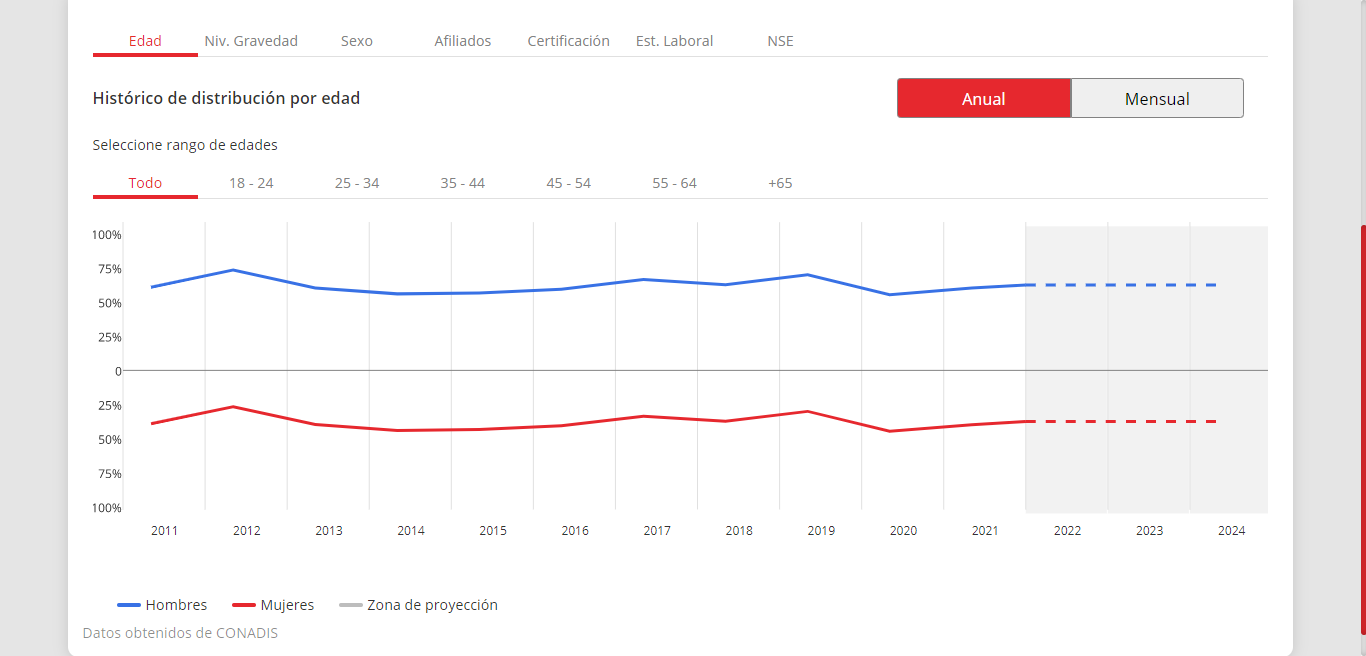 Edad Niv. Gravedad Sexo Afiliados Certificación Est. Laboral NSE
Histórico de distribución por edad Anual Mensual
Seleccione rango de edades
Todo 18 - 24 25 - 34 35 - 44 45 - 54 55 - 64 +65
100%
75%
50%
25%
0
25%
50%
75%
100%
2011 2012 2013 2014 2015 2016 2017 2018 2019 2020 2021 2022 2023 2024
Hombres Mujeres Zona de proyección
Datos obtenidos de CONADIS